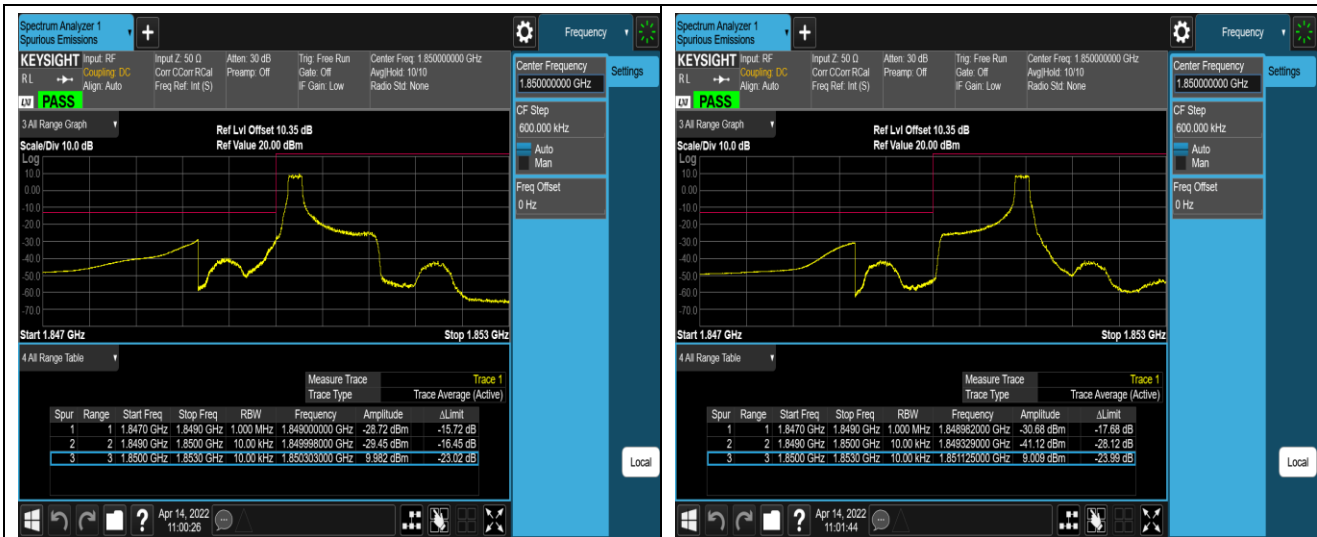 Spectrum Analyzer 1
Spurious Emissions
+
Frequency
KEYSIGHT Input: RF Input Z: 50 Ω Atten: 30 dB Trig: Free Run Center Freq: 1.850000000 GHz
RL Coupling: DC Corr CCorr RCal Preamp: Off Gate: Off Avg|Hold: 10/10
Align: Auto Freq Ref: Int (S) IF Gain: Low Radio Std: None
LXI PASS
Center Frequency
1.850000000 GHz
Settings
CF Step
600.000 kHz
Auto
Man
Freq Offset
0 Hz
3 All Range Graph
Ref Lvl Offset 10.35 dB
Scale/Div 10.0 dB Ref Value 20.00 dBm
Log
10.0
0.00
-10.0
-20.0
-30.0
-40.0
-50.0
-60.0
-70.0
Start 1.847 GHz Stop 1.853 GHz
4 All Range Table
Measure Trace Trace 1
Trace Type Trace Average (Active)
Spur Range Start Freq Stop Freq RBW Frequency Amplitude ΔLimit
1 1 1.8470 GHz 1.8490 GHz 1.000 MHz 1.849000000 GHz -28.72 dBm -15.72 dB
2 2 1.8490 GHz 1.8500 GHz 10.00 kHz 1.849998000 GHz -29.45 dBm -16.45 dB
3 3 1.8500 GHz 1.8530 GHz 10.00 kHz 1.850303000 GHz 9.982 dBm -23.02 dB
Local
? Apr 14, 2022
11:00:26
Spectrum Analyzer 1
Spurious Emissions
+
Frequency
KEYSIGHT Input: RF Input Z: 50 Ω Atten: 30 dB Trig: Free Run Center Freq: 1.850000000 GHz
RL Coupling: DC Corr CCorr RCal Preamp: Off Gate: Off Avg|Hold: 10/10
Align: Auto Freq Ref: Int (S) IF Gain: Low Radio Std: None
LXI PASS
Center Frequency
1.850000000 GHz
Settings
CF Step
600.000 kHz
Auto
Man
Freq Offset
0 Hz
3 All Range Graph
Ref Lvl Offset 10.35 dB
Scale/Div 10.0 dB Ref Value 20.00 dBm
Log
10.0
0.00
-10.0
-20.0
-30.0
-40.0
-50.0
-60.0
-70.0
Start 1.847 GHz Stop 1.853 GHz
4 All Range Table
Measure Trace Trace 1
Trace Type Trace Average (Active)
Spur Range Start Freq Stop Freq RBW Frequency Amplitude ΔLimit
1 1 1.8470 GHz 1.8490 GHz 1.000 MHz 1.848982000 GHz -30.68 dBm -17.68 dB
2 2 1.8490 GHz 1.8500 GHz 10.00 kHz 1.849329000 GHz -41.12 dBm -28.12 dB
3 3 1.8500 GHz 1.8530 GHz 10.00 kHz 1.851125000 GHz 9.009 dBm -23.99 dB
Local
? Apr 14, 2022
11:01:44